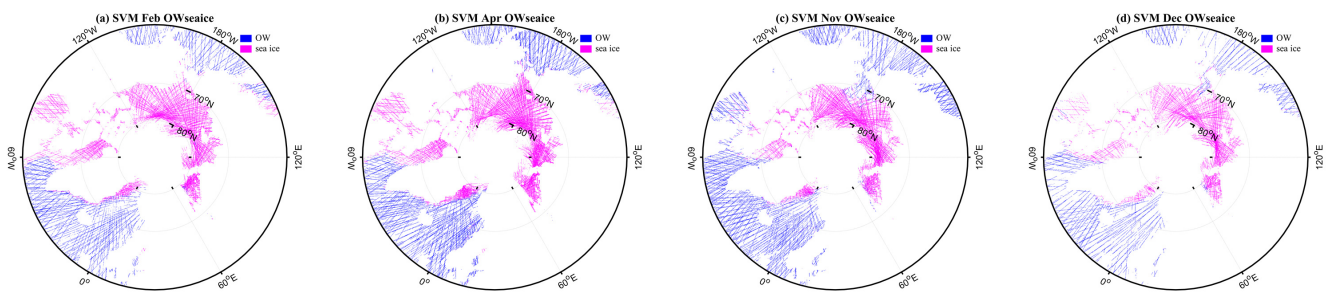 (a) SVM Feb OWseaice
OW
sea ice
120°W
180°W
70°N
80°N
60°W
120°E
0°
60°E
(b) SVM Apr OWseaice
OW
sea ice
120°W
180°W
70°N
80°N
60°W
120°E
0°
60°E
(c) SVM Nov OWseaice
OW
sea ice
120°W
180°W
70°N
80°N
60°W
120°E
0°
60°E
(d) SVM Dec OWseaice
OW
sea ice
120°W
180°W
70°N
80°N
60°W
120°E
0°
60°E